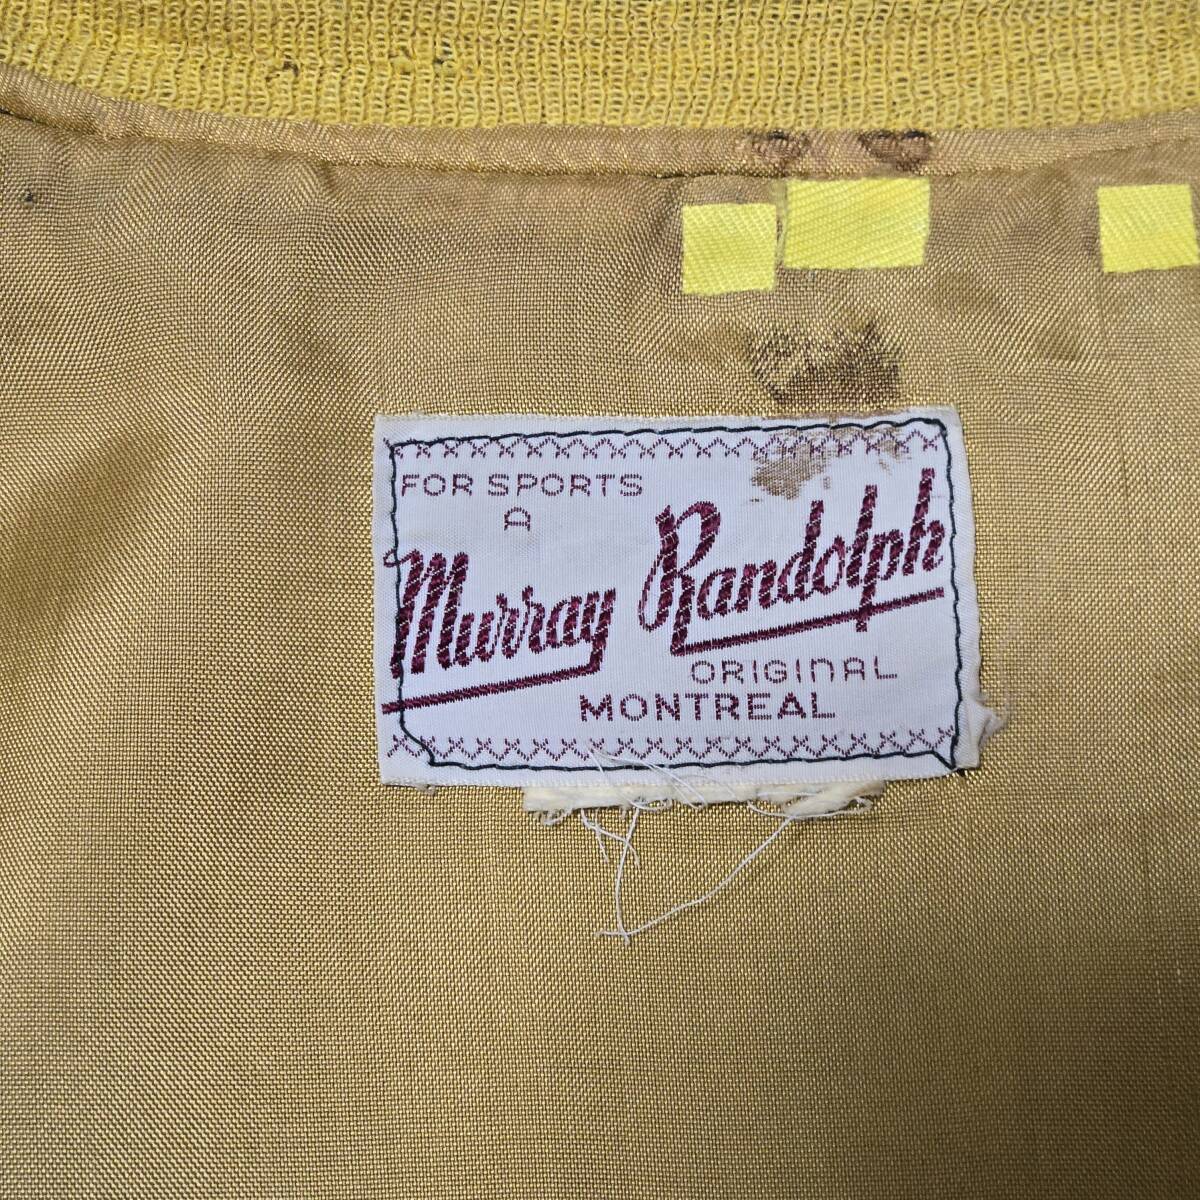 FOR SPORTS
A
Murray Randolph
ORIGINAL
MONTREAL